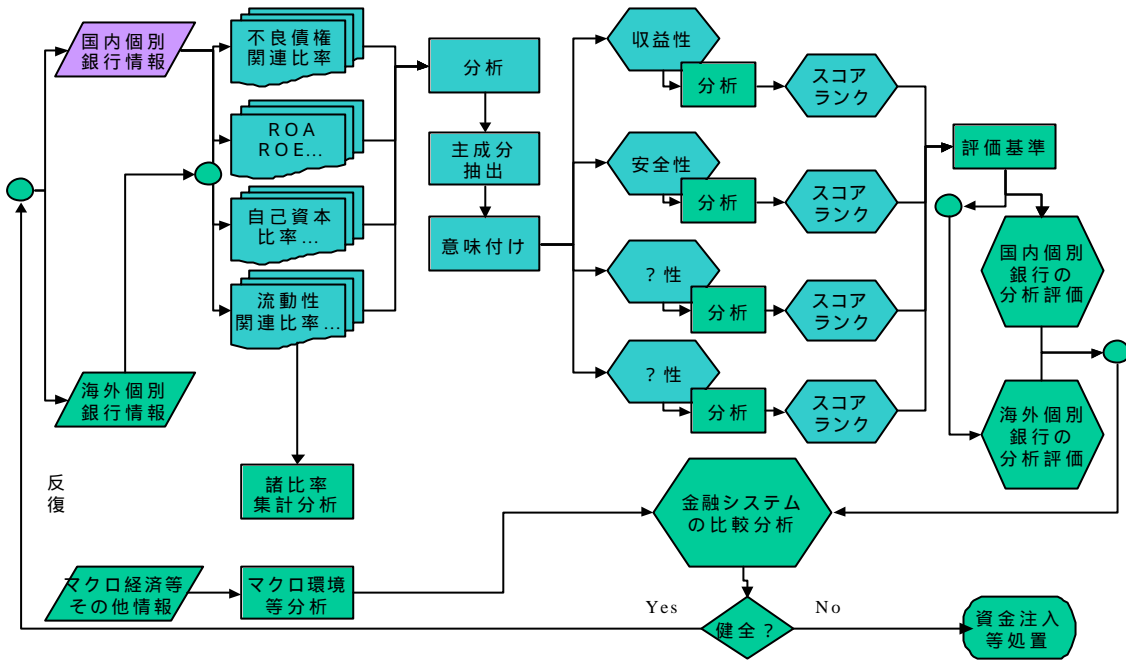 国内個別
銀行情報
不良債権
関連比率
ROA
ROE...
自己資本
比率...
流動性
関連比率...
海外個別
銀行情報
諸比率
集計分析
分析
主成分
抽出
意味付け
収益性
分析
スコア
ランク
安全性
分析
スコア
ランク
?性
分析
スコア
ランク
?性
分析
スコア
ランク
評価基準
国内個別
銀行の
分析評価
海外個別
銀行の
分析評価
反
復
金融システム
の比較分析
マクロ経済等
その他情報
マクロ環境
等分析
Yes
健全?
No
資金注入
等処置